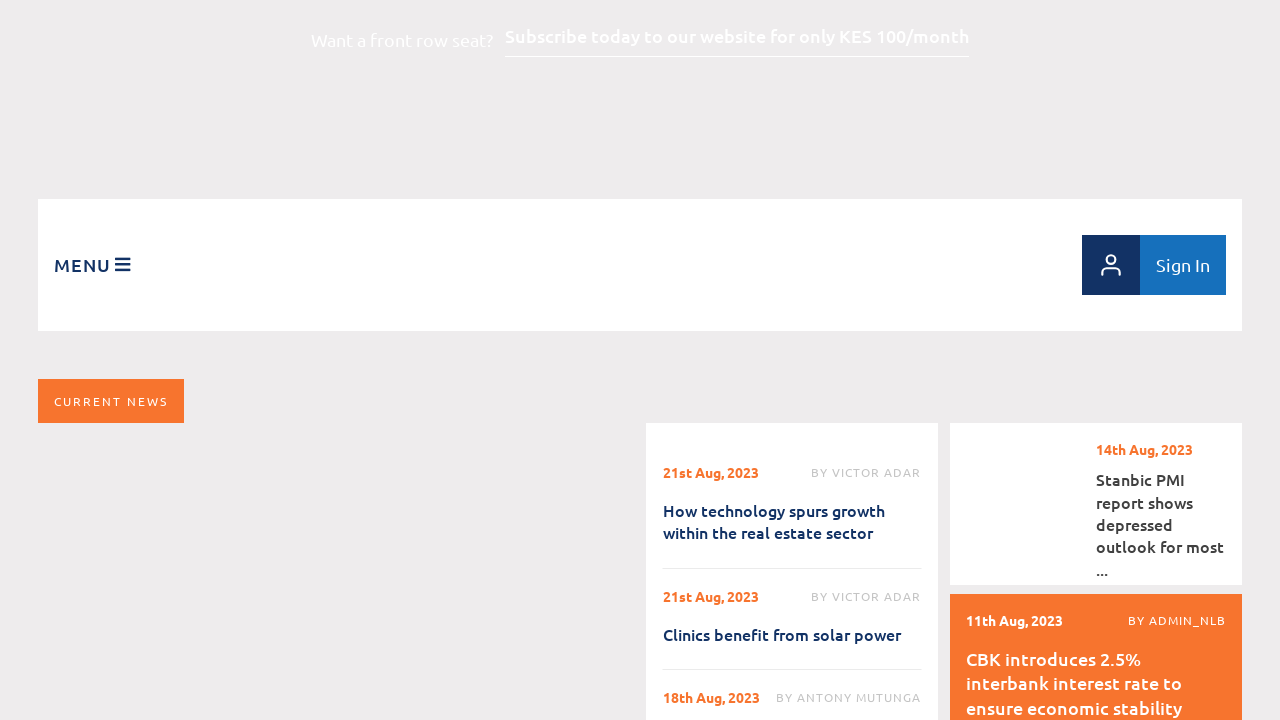 Want a front row seat? Subscribe today to our website for only KES 100/month
MENU
Sign In
CURRENT NEWS
21st Aug, 2023 BY VICTOR ADAR
How technology spurs growth
within the real estate sector
21st Aug, 2023 BY VICTOR ADAR
Clinics benefit from solar power
18th Aug, 2023 BY ANTONY MUTUNGA
14th Aug, 2023
Stanbic PMI
report shows
depressed
outlook for most
...
11th Aug, 2023 BY ADMIN_NLB
CBK introduces 2.5%
interbank interest rate to
ensure economic stability